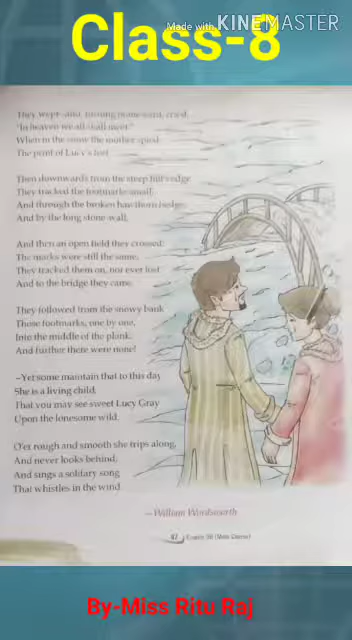 Class-8
Made with KINEMASTER
They wept—and, turning homeward, cried,
"In heaven we all shall meet;"
When in the snow the mother spied
The print of Lucy's feet.
Then downwards from the steep hill's edge
They tracked the footmarks small;
And through the broken hawthorn hedge,
And by the long stone-wall;
And then an open field they crossed:
The marks were still the same;
They tracked them on, nor ever lost;
And to the bridge they came.
They followed from the snowy bank
Those footmarks, one by one,
Into the middle of the plank;
And further there were none!
—Yet some maintain that to this day
She is a living child;
That you may see sweet Lucy Gray
Upon the lonesome wild.
O'er rough and smooth she trips along,
And never looks behind;
And sings a solitary song
That whistles in the wind
—William Wordsworth
47
By-Miss Ritu Raj